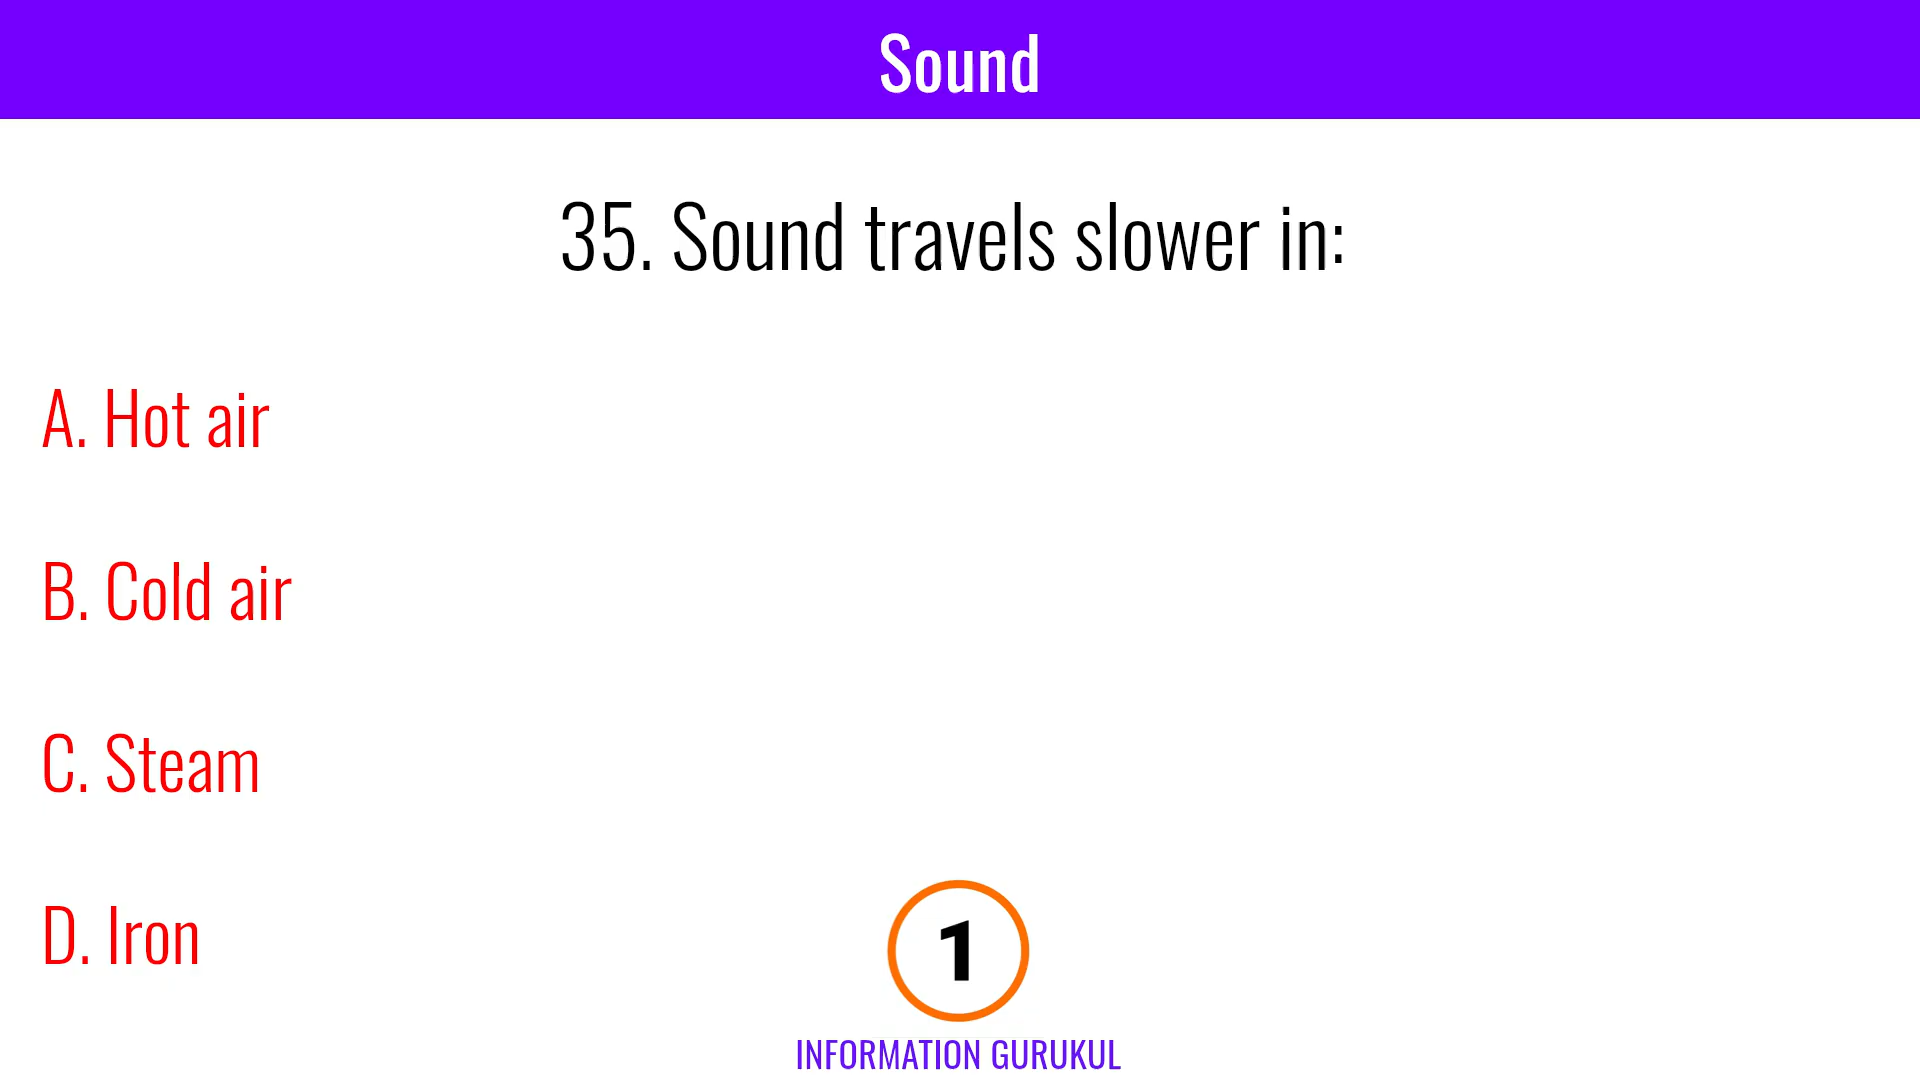 Sound
35. Sound travels slower in:
A. Hot air
B. Cold air
C. Steam
D. Iron
1
INFORMATION GURUKUL